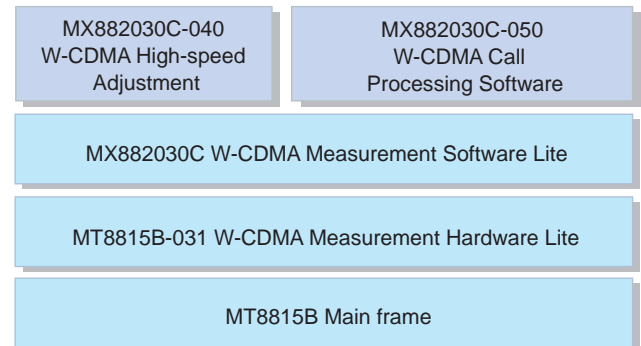 MX882030C-040
W-CDMA High-speed
Adjustment
MX882030C-050
W-CDMA Call
Processing Software
MX882030C W-CDMA Measurement Software Lite
MT8815B-031 W-CDMA Measurement Hardware Lite
MT8815B Main frame